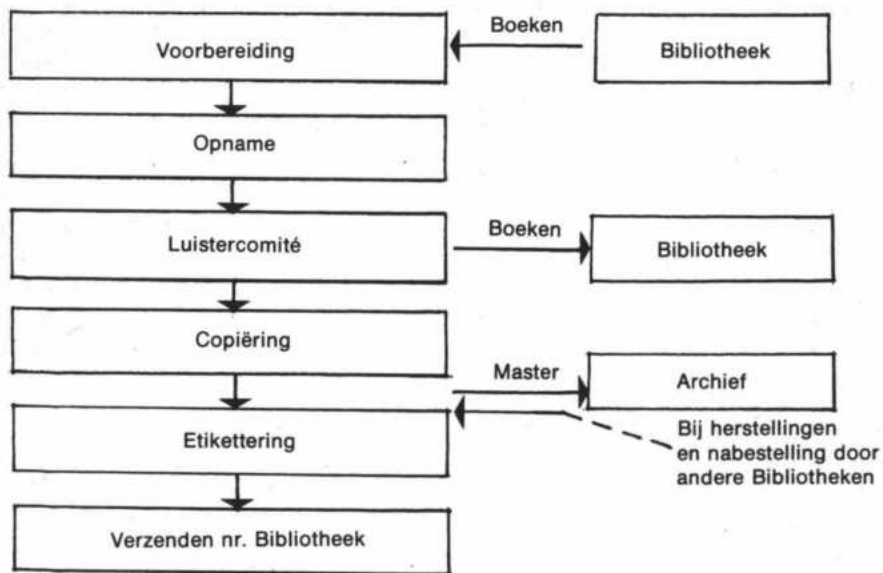 Voorbereiding
Boeken
Bibliotheek
Opname
Luistercomité
Boeken
Bibliotheek
Copiëring
Master
Archief
Etikettering
Bij herstellingen
en nabestelling door
andere Bibliotheken
Verzenden nr. Bibliotheek